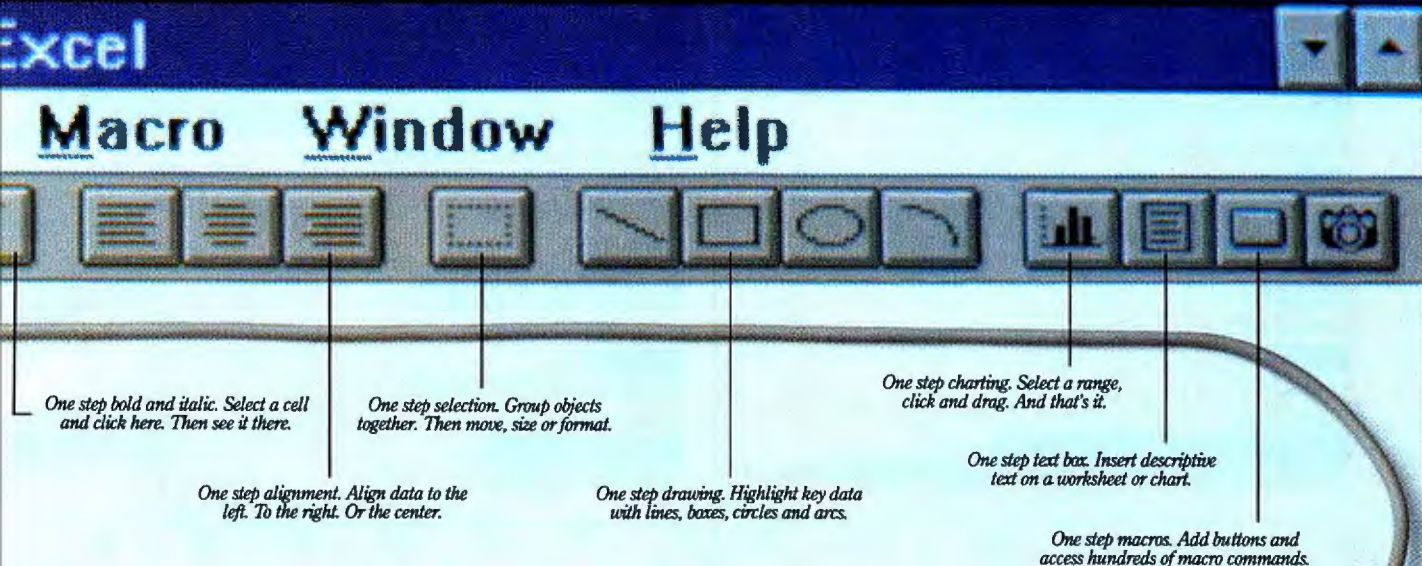 Excel
Macro Window Help
One step bold and italic. Select a cell
and click here. Then see it there.
One step selection. Group objects
together. Then move, size or format.
One step charting. Select a range,
click and drag. And that's it.
One step alignment. Align data to the
left. To the right. Or the center.
One step drawing. Highlight key data
with lines, boxes, circles and arcs.
One step text box. Insert descriptive
text on a worksheet or chart.
One step macros. Add buttons and
access hundreds of macro commands.